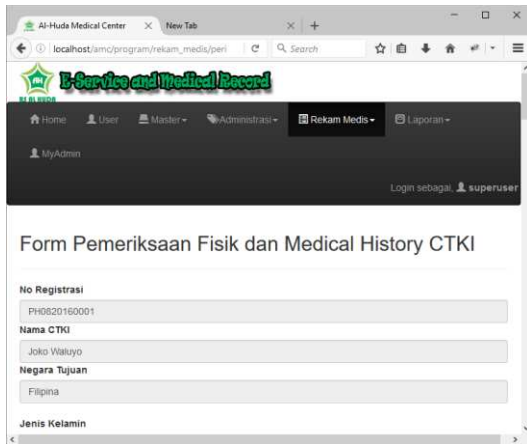 Al-Huda Medical Center
New Tab
localhost/amc/program/rekam_medis/peri
Search
E-Service and Medical Record
Home User Master Administrasi Rekam Medis Laporan
MyAdmin
Login sebagai, superuser
Form Pemeriksaan Fisik dan Medical History CTKI
No Registrasi
PH0820160001
Nama CTKI
Joko Waluyo
Negara Tujuan
Filipina
Jenis Kelamin